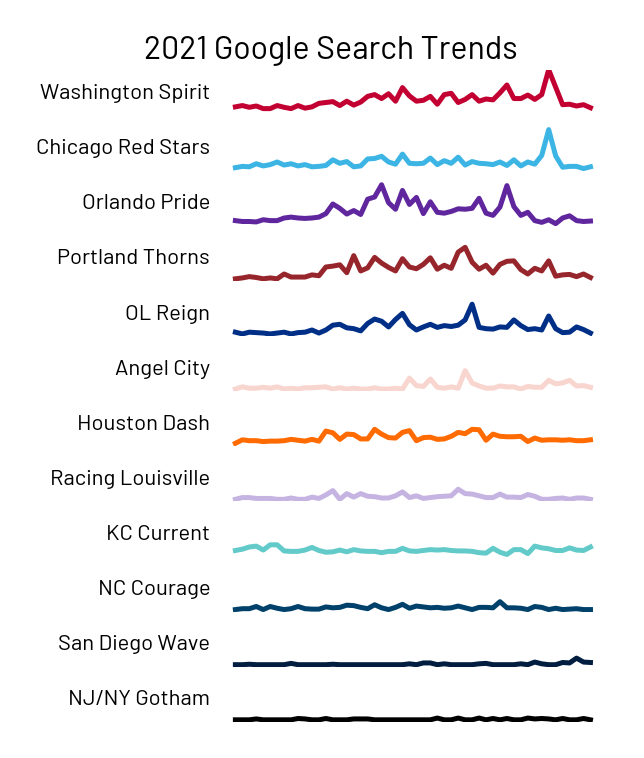 2021 Google Search Trends
Washington Spirit
Chicago Red Stars
Orlando Pride
Portland Thorns
OL Reign
Angel City
Houston Dash
Racing Louisville
KC Current
NC Courage
San Diego Wave
NJ/NY Gotham